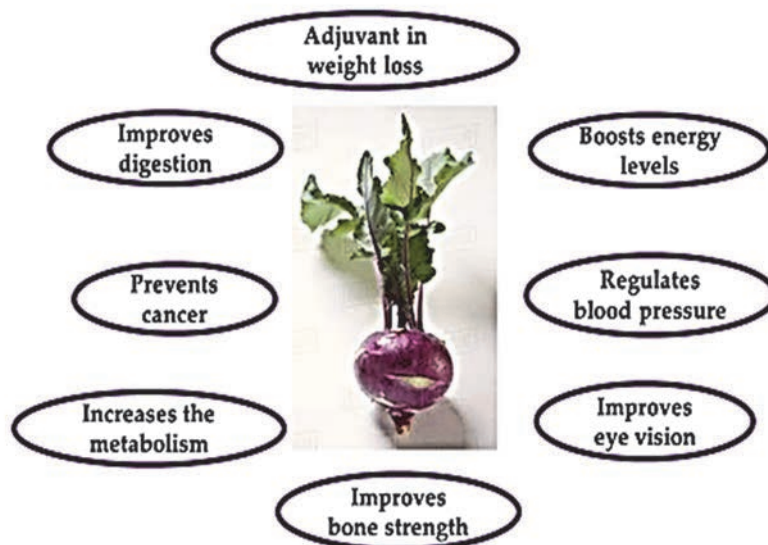 Adjuvant in
weight loss
Improves
digestion
Boosts energy
levels
Prevents
cancer
Regulates
blood pressure
Increases the
metabolism
Improves
eye vision
Improves
bone strength